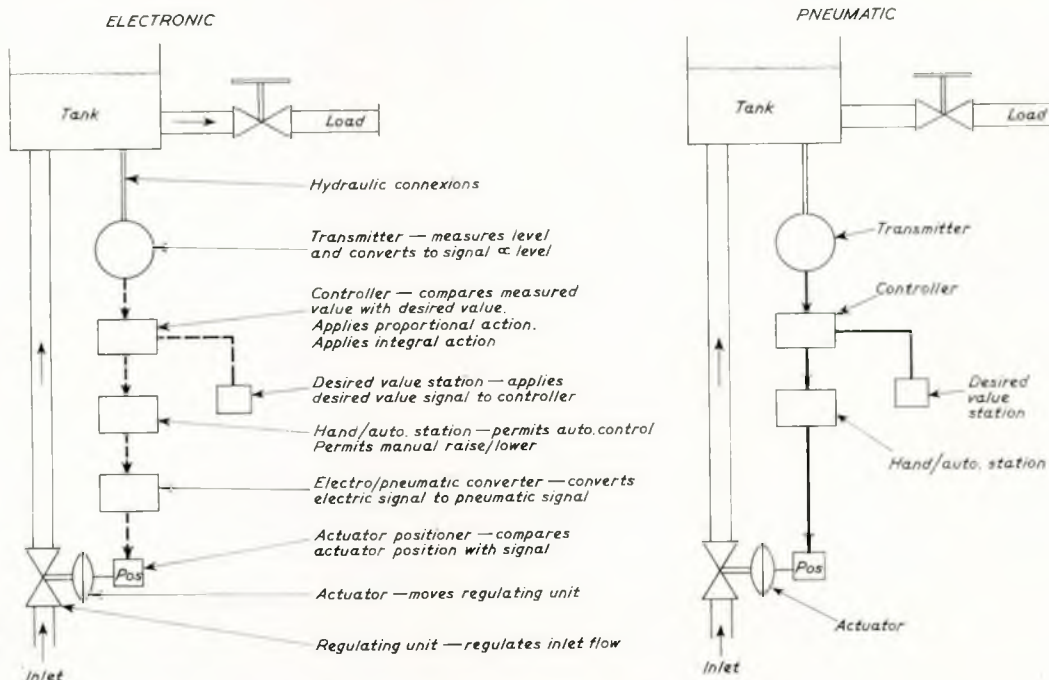 ELECTRONIC
Tank
Load
Hydraulic connexions
Transmitter — measures level
and converts to signal ∝ level
Controller — compares measured
value with desired value.
Applies proportional action.
Applies integral action
Desired value station — applies
desired value signal to controller
Hand/auto. station — permits auto. control
Permits manual raise/lower
Electro/pneumatic converter — converts
electric signal to pneumatic signal
Actuator positioner — compares
actuator position with signal
Pos
Actuator — moves regulating unit
Regulating unit — regulates inlet flow
Inlet
PNEUMATIC
Tank
Load
Transmitter
Controller
Desired
value
station
Hand/auto. station
Pos
Actuator
Inlet